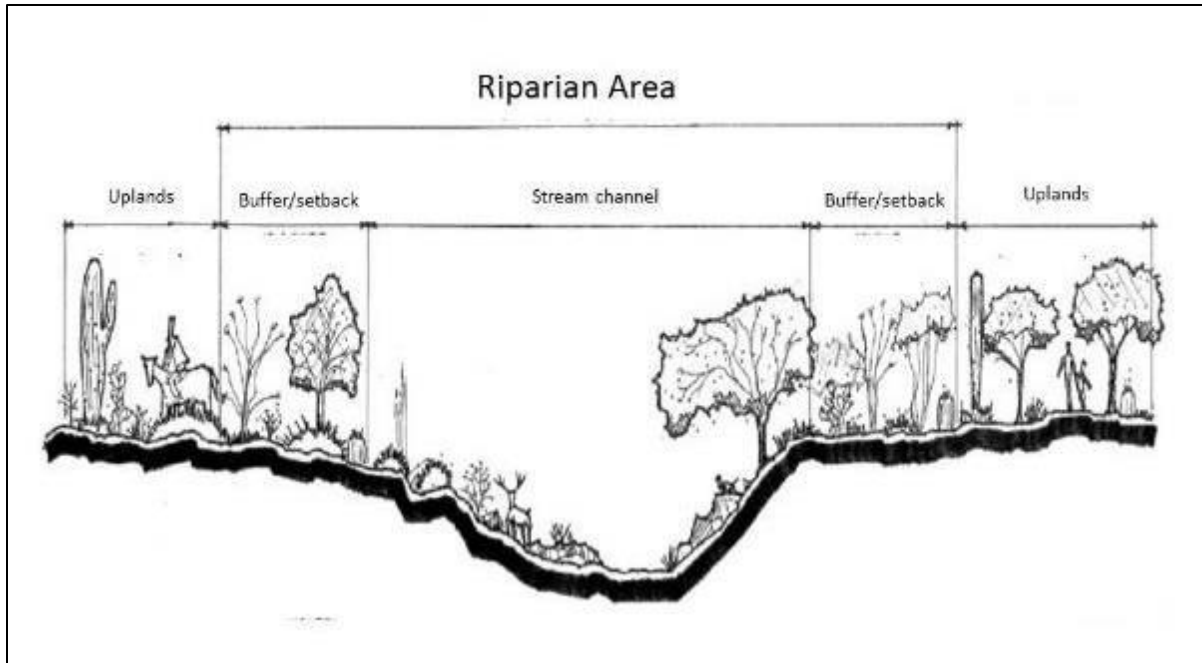 Riparian Area
Uplands
Buffer/setback
Stream channel
Buffer/setback
Uplands